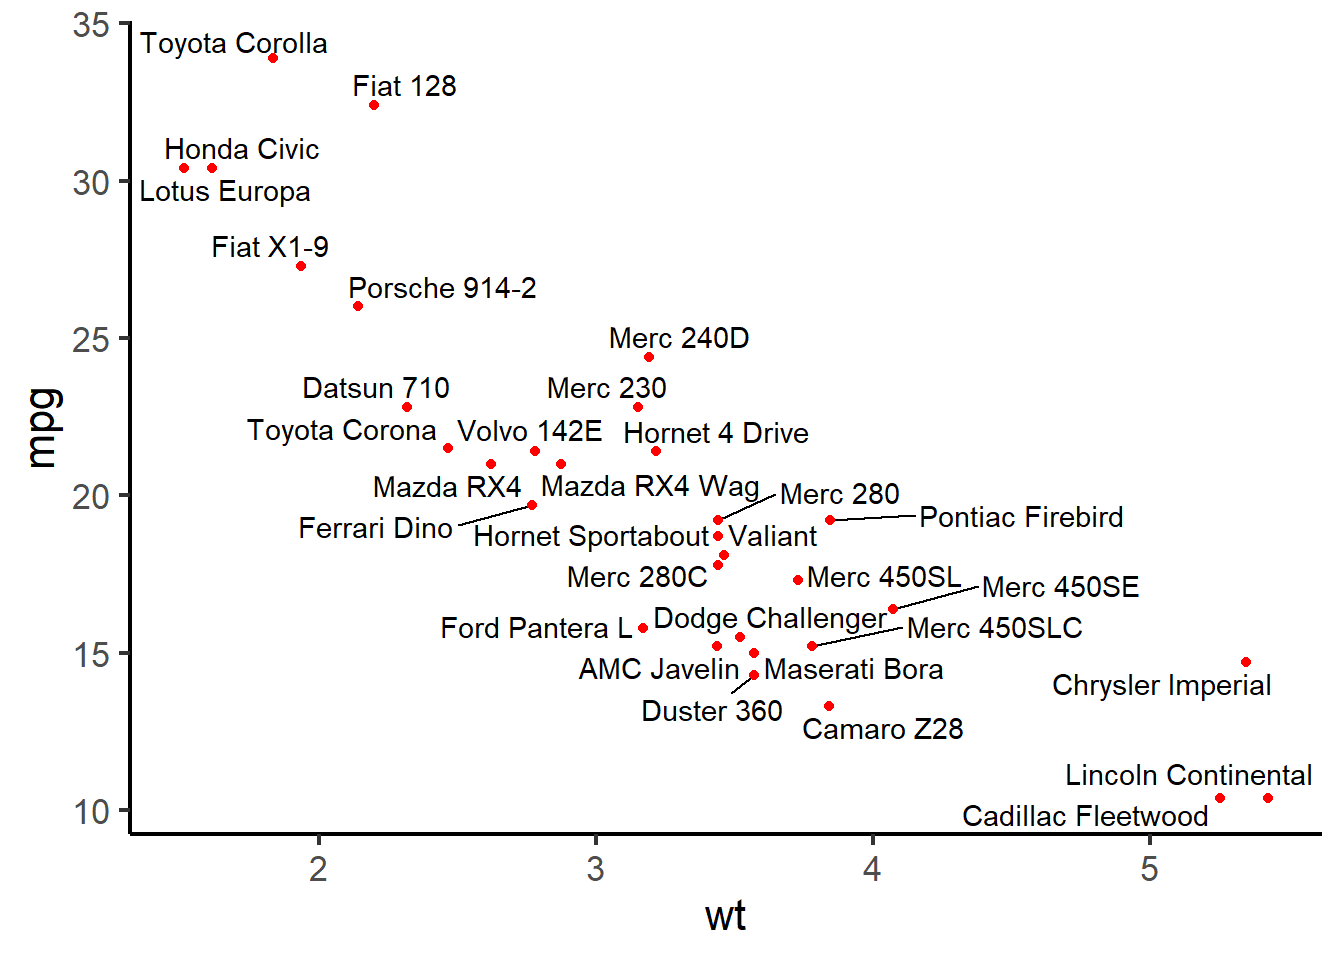 35
Toyota Corolla
Fiat 128
Honda Civic
30
Lotus Europa
Fiat X1-9
Porsche 914-2
25
Merc 240D
Datsun 710
Merc 230
Toyota Corona
Volvo 142E
Hornet 4 Drive
mpg
20
Mazda RX4
Mazda RX4 Wag
Merc 280
Ferrari Dino
Hornet Sportabout
Valiant
Pontiac Firebird
Merc 280C
Merc 450SL
Merc 450SE
Ford Pantera L
Dodge Challenger
Merc 450SLC
15
AMC Javelin
Maserati Bora
Chrysler Imperial
Duster 360
Camaro Z28
Lincoln Continental
10
Cadillac Fleetwood
2
3
4
5
wt